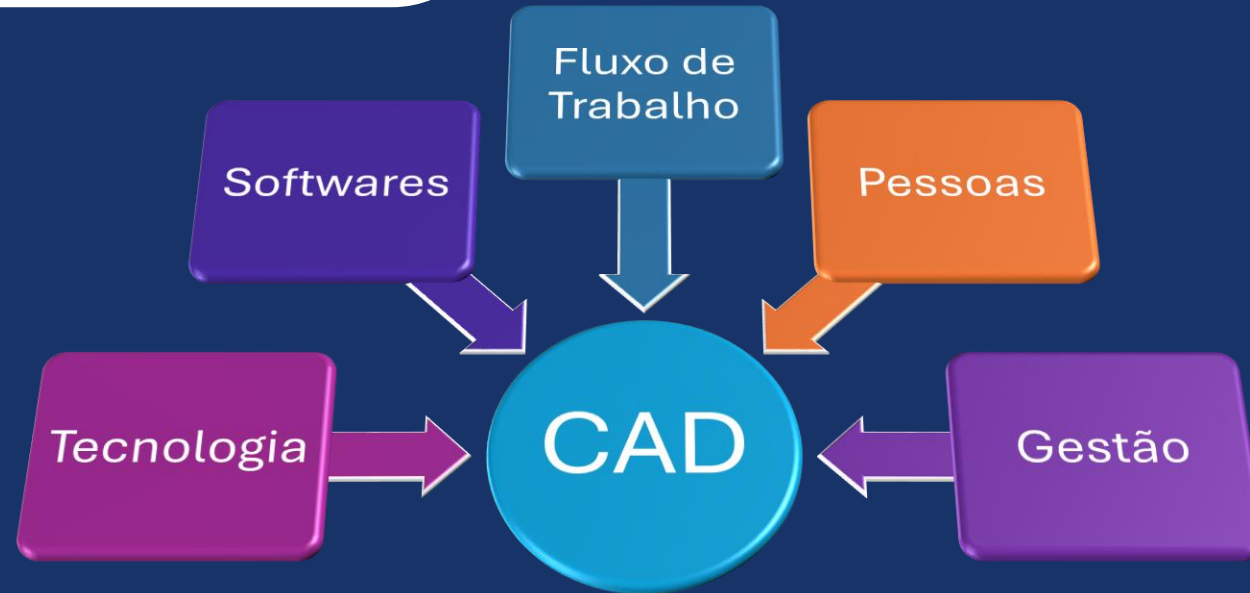 Fluxo de
Trabalho
Softwares
Pessoas
Tecnologia
CAD
Gestão